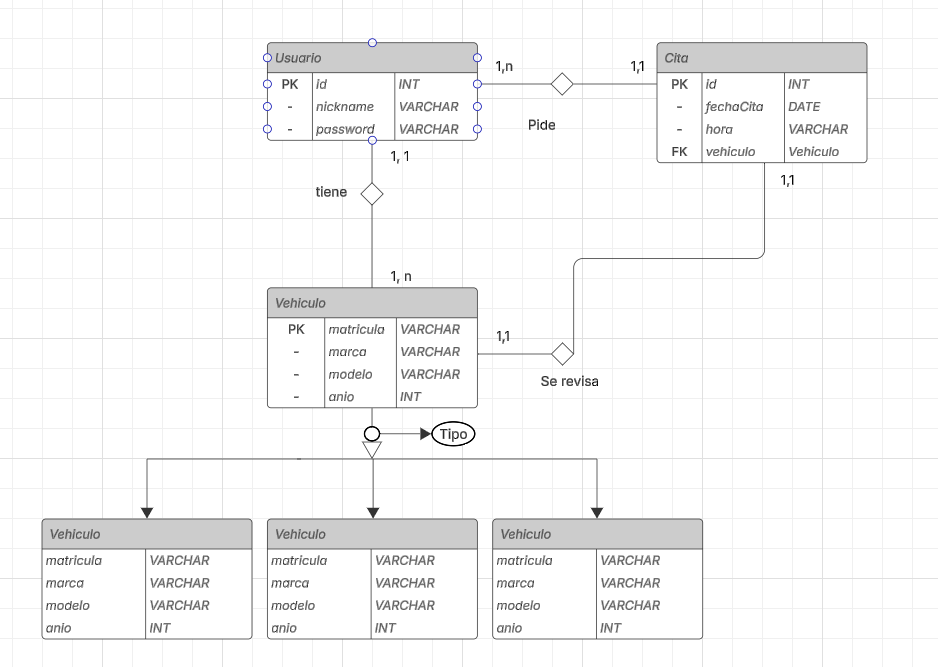 Usuario
PK id INT
- nickname VARCHAR
- password VARCHAR
1,n
1,1
Pide
Cita
PK id INT
- fechaCita DATE
- hora VARCHAR
FK vehiculo Vehiculo
1, 1
tiene
1, n
1,1
Vehiculo
PK matricula VARCHAR
- marca VARCHAR
- modelo VARCHAR
- anio INT
1,1
Se revisa
Tipo
Vehiculo
matricula VARCHAR
marca VARCHAR
modelo VARCHAR
anio INT
Vehiculo
matricula VARCHAR
marca VARCHAR
modelo VARCHAR
anio INT
Vehiculo
matricula VARCHAR
marca VARCHAR
modelo VARCHAR
anio INT